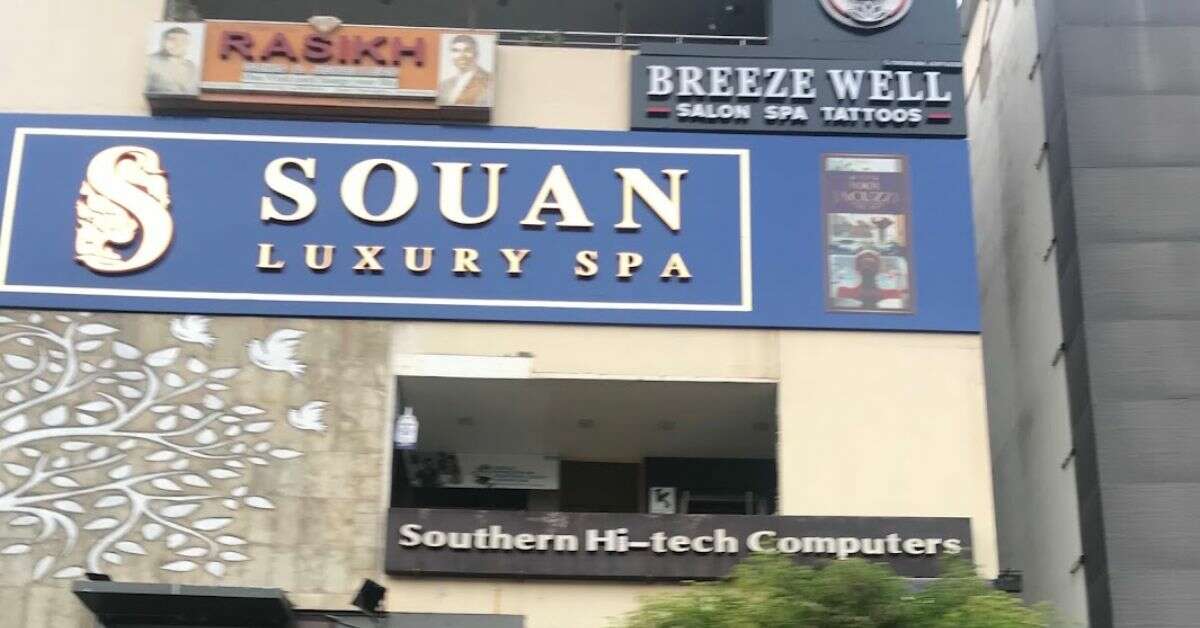 RASIKH
BREEZE WELL
SALON SPA TATTOOS
SOUAN
LUXURY SPA
Southern Hi-tech Computers